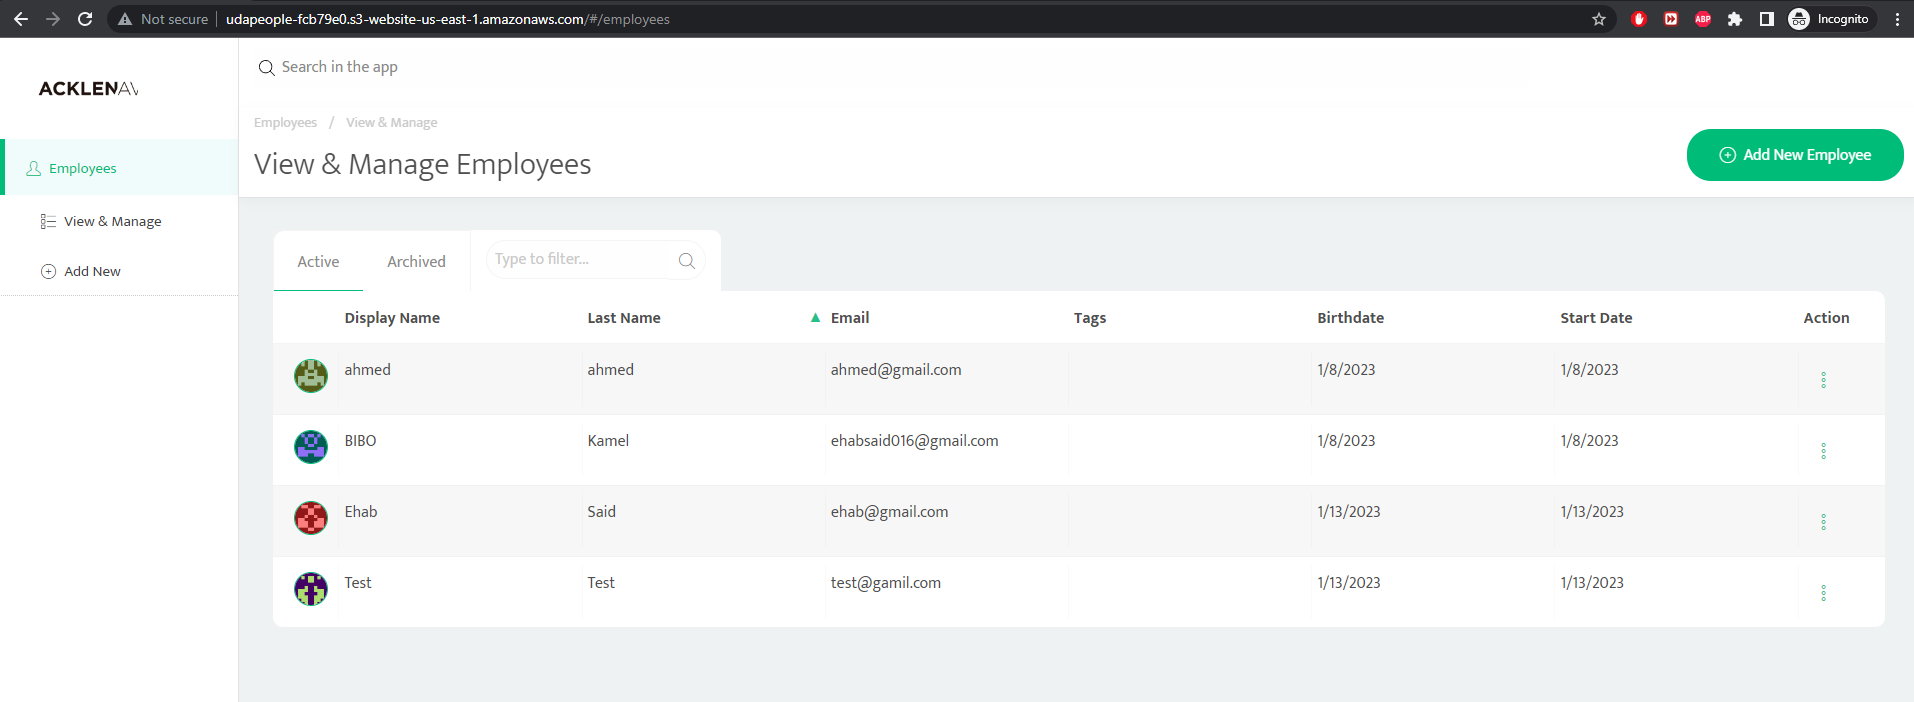 Not secure | udapeople-fcb79e0.s3-website-us-east-1.amazonaws.com/#/employees
ABP
Incognito
ACKLENAV
Search in the app
Employees / View & Manage
View & Manage Employees
Add New Employee
Employees
View & Manage
Add New
Active Archived Type to filter...
Display Name Last Name ▲ Email Tags Birthdate Start Date Action
ahmed ahmed ahmed@gmail.com 1/8/2023 1/8/2023
BIBO Kamel ehabsaid016@gmail.com 1/8/2023 1/8/2023
Ehab Said ehab@gmail.com 1/13/2023 1/13/2023
Test Test test@gamil.com 1/13/2023 1/13/2023